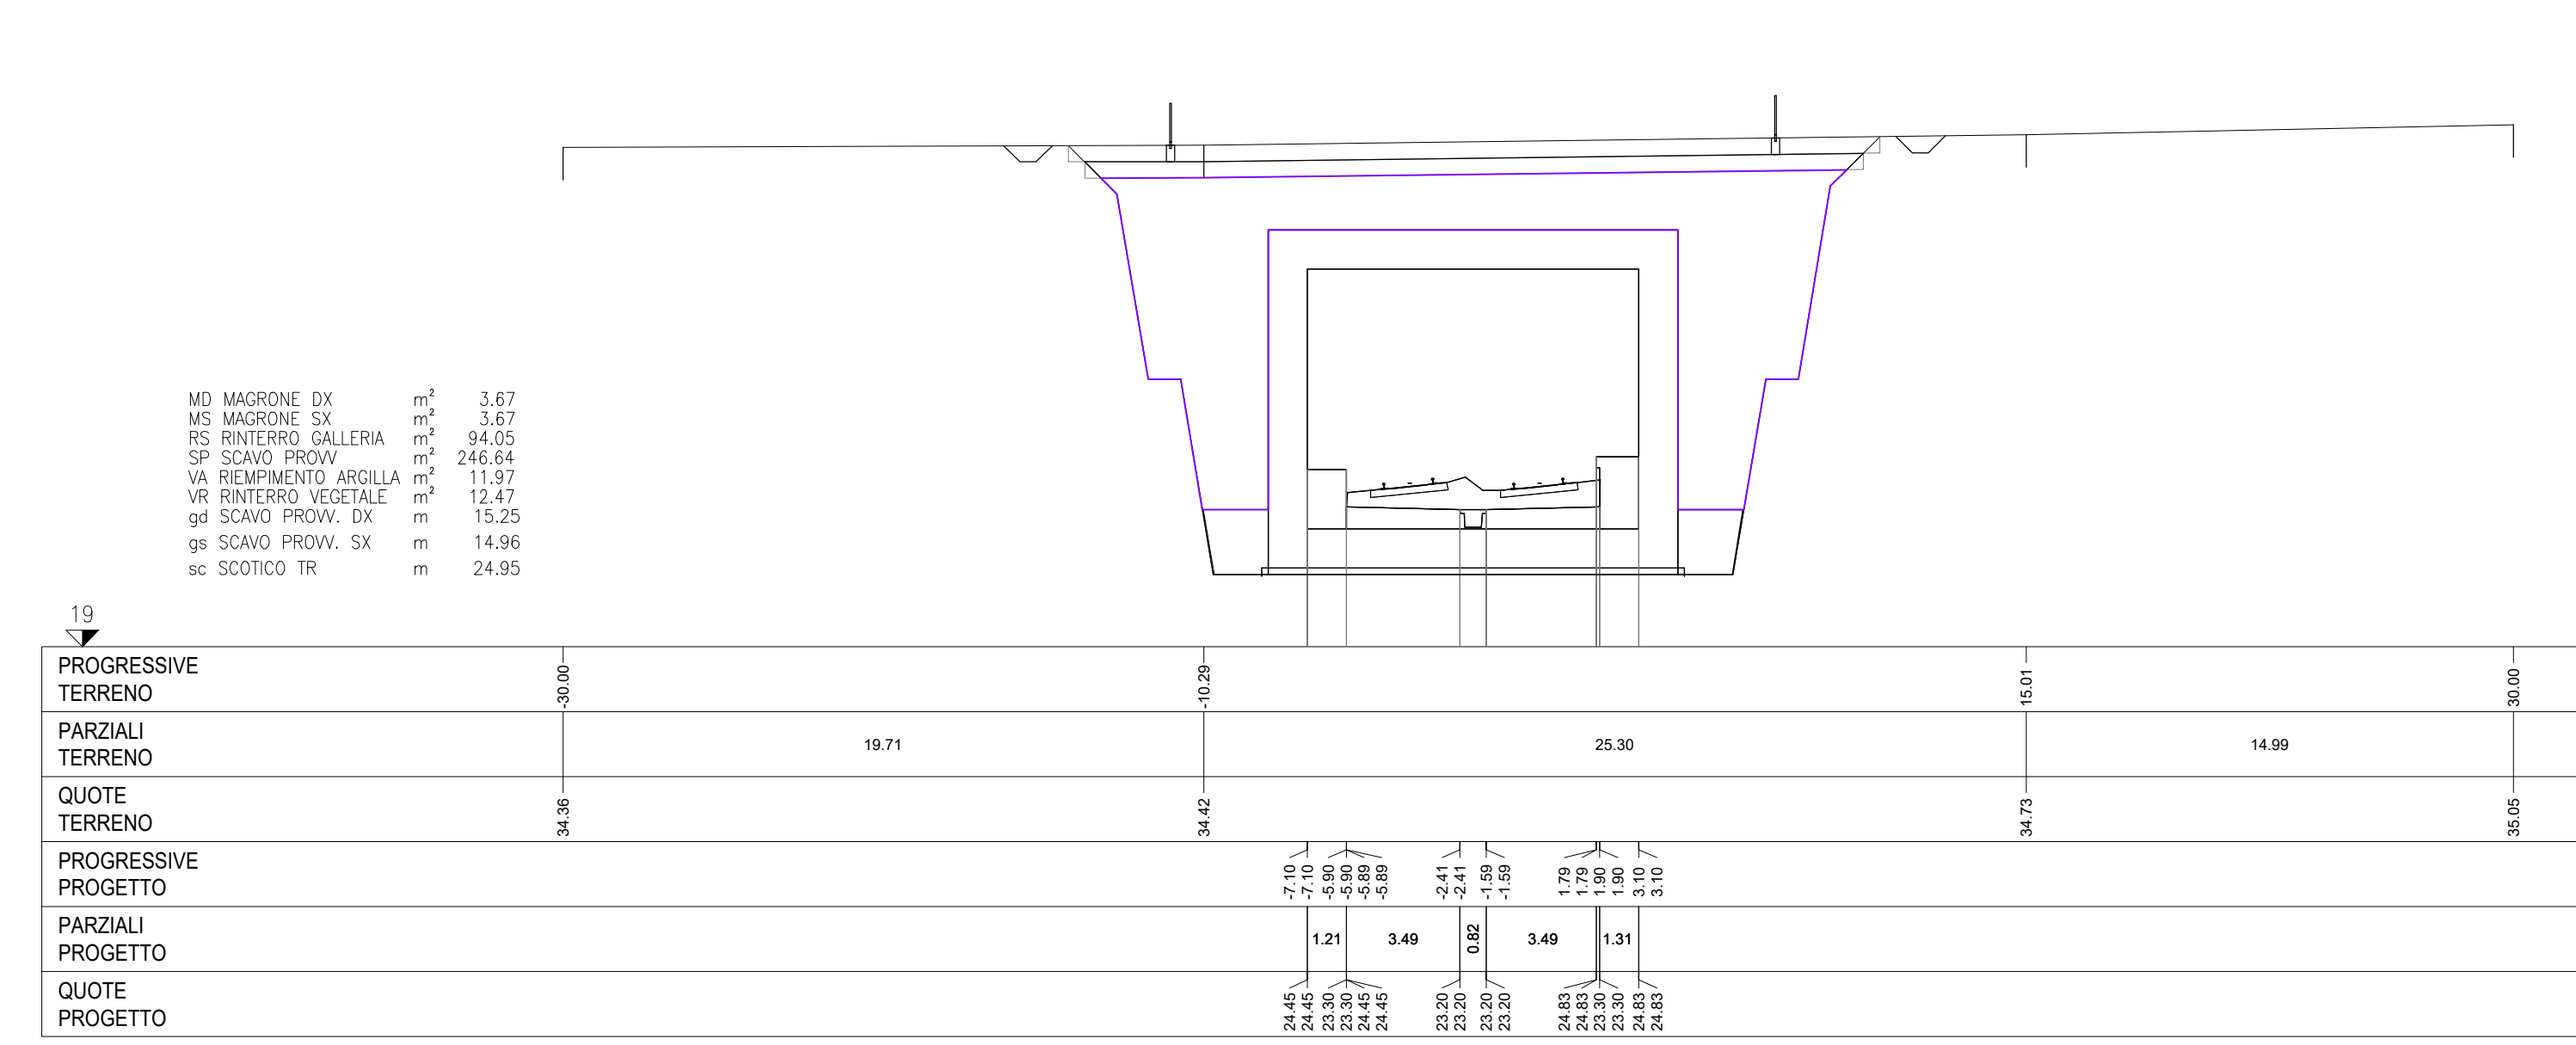 MD MAGRONE DX m² 3.67
MS MAGRONE SX m² 3.67
RS RINTERRO GALLERIA m² 94.05
SP SCAVO PROVV m² 246.64
VA RIEMPIMENTO ARGILLA m² 11.97
VR RINTERRO VEGETALE m² 12.47
gd SCAVO PROVV. DX m 15.25
gs SCAVO PROVV. SX m 14.96
sc SCOTICO TR m 24.95
19
PROGRESSIVE
TERRENO
-30.00 -10.29 15.01 30.00
PARZIALI
TERRENO
19.71 25.30 14.99
QUOTE
TERRENO
34.36 34.42 34.73 35.05
PROGRESSIVE
PROGETTO
-7.10 -7.10 -5.90 -5.90 -5.89 -5.89 -2.41 -2.41 -1.59 -1.59 1.79 1.79 1.90 1.90 3.10 3.10
PARZIALI
PROGETTO
1.21 3.49 0.82 3.49 1.31
QUOTE
PROGETTO
24.45 24.45 23.30 23.30 24.45 24.45 23.20 23.20 23.20 23.20 24.83 24.83 23.30 23.30 24.83 24.83